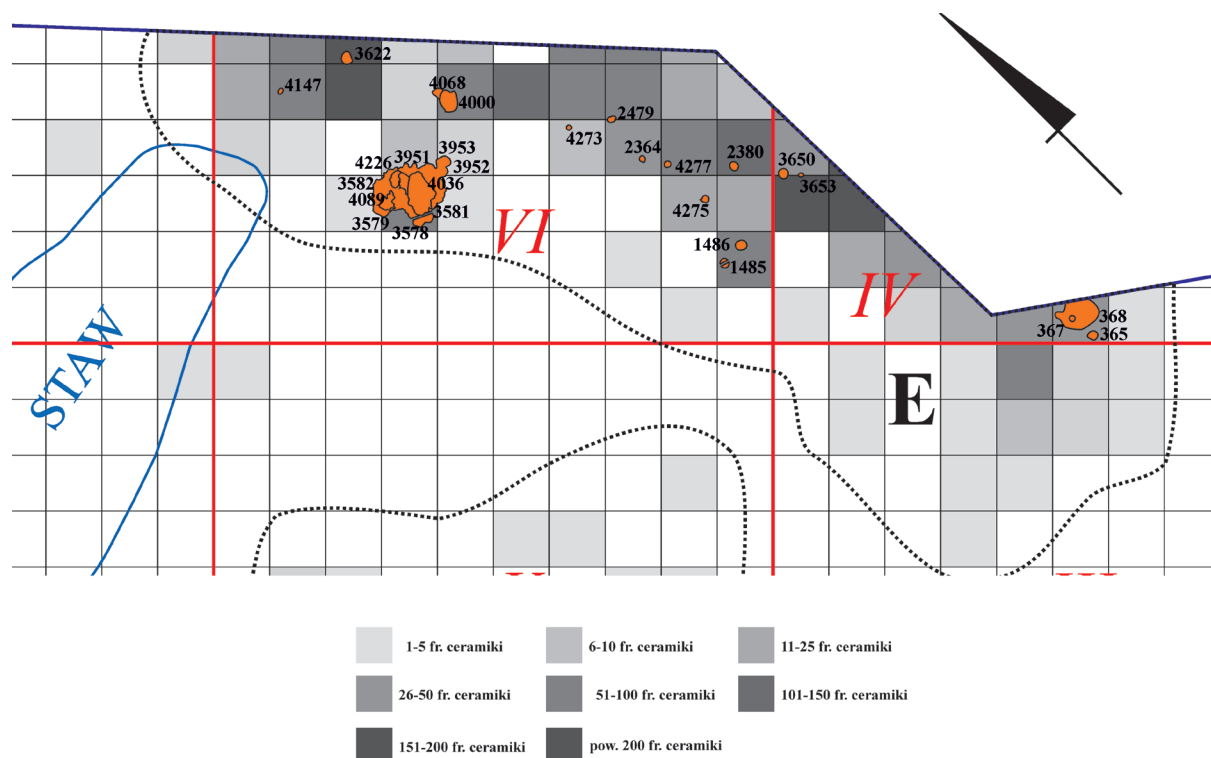 3622
4147
4068
4000
2479
4273
2364
4277
2380
3650
3653
4226
3951
3953
3952
3582
4036
4089
3581
3579
3578
4275
VI
1486
1485
IV
367
368
365
STAW
E
1-5 fr. ceramiki
6-10 fr. ceramiki
11-25 fr. ceramiki
26-50 fr. ceramiki
51-100 fr. ceramiki
101-150 fr. ceramiki
151-200 fr. ceramiki
pow. 200 fr. ceramiki